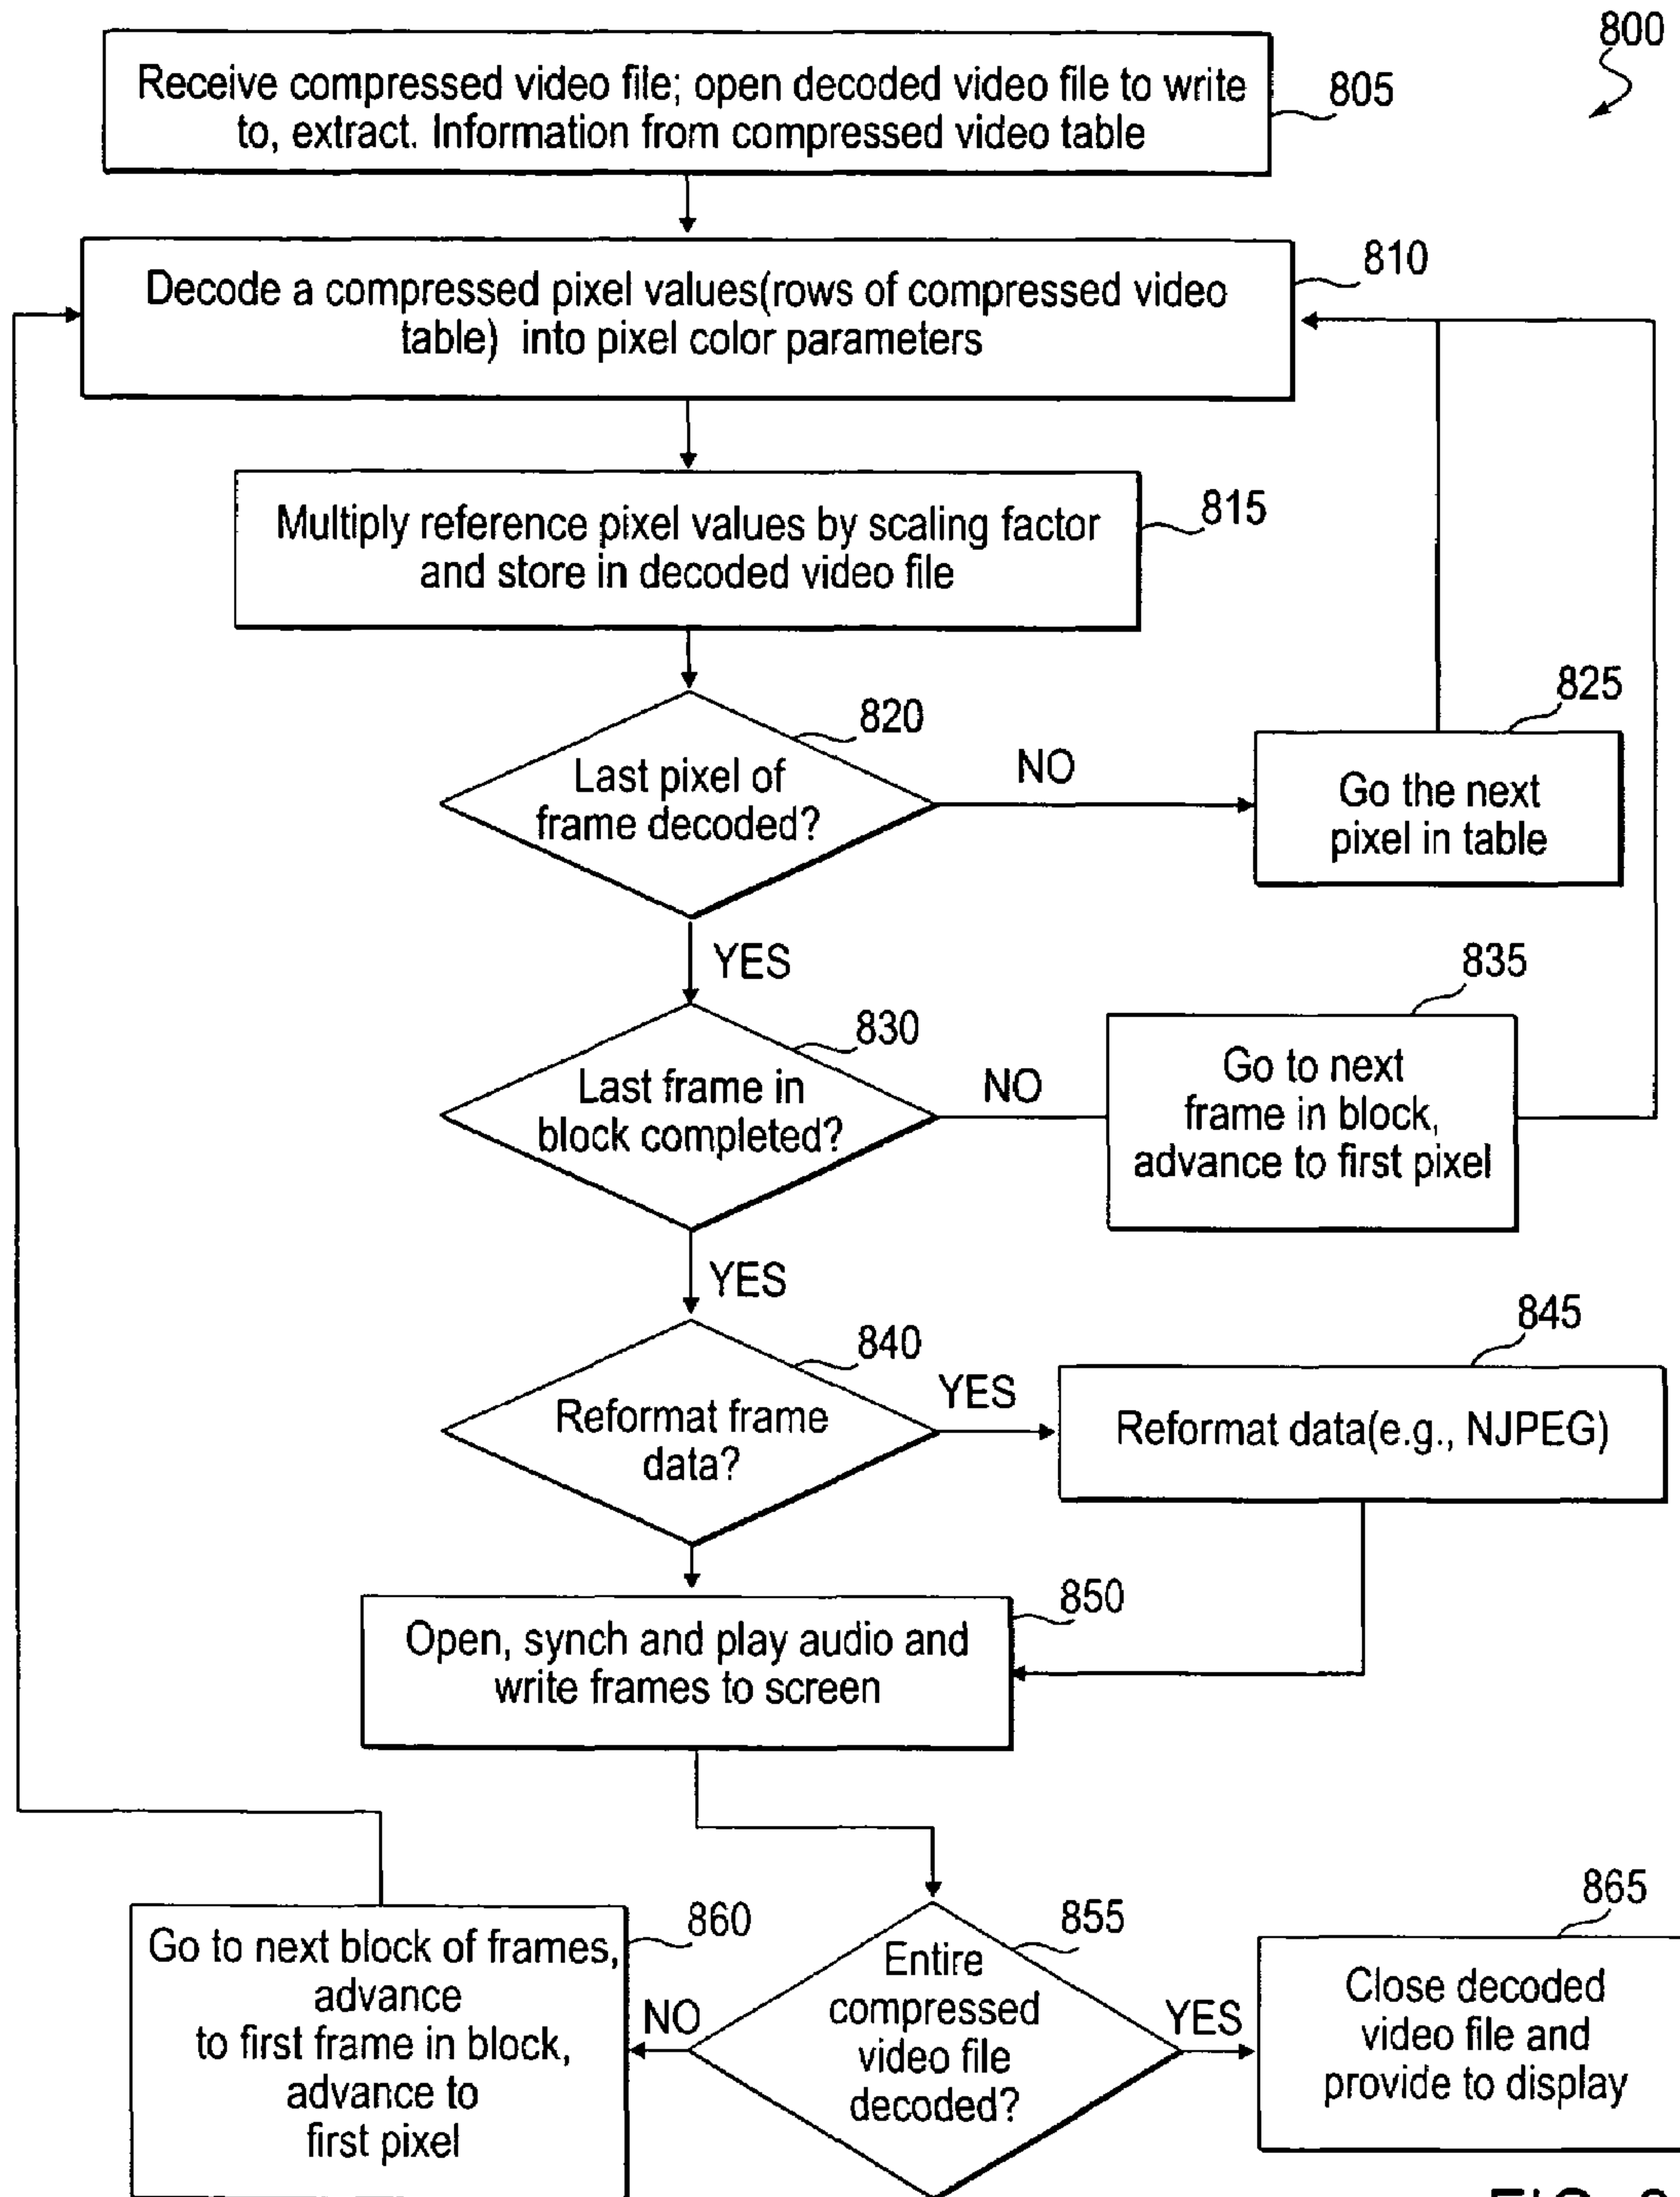 800
Receive compressed video file; open decoded video file to write
to, extract. Information from compressed video table
805
Decode a compressed pixel values(rows of compressed video
table) into pixel color parameters
810
Multiply reference pixel values by scaling factor
and store in decoded video file
815
820
Last pixel of
frame decoded?
NO
825
Go the next
pixel in table
YES
830
Last frame in
block completed?
NO
835
Go to next
frame in block,
advance to first pixel
YES
840
Reformat frame
data?
YES
845
Reformat data(e.g., NJPEG)
850
Open, synch and play audio and
write frames to screen
860
Go to next block of frames,
advance
to first frame in block,
advance to
first pixel
NO
855
Entire
compressed
video file
decoded?
YES
865
Close decoded
video file and
provide to display